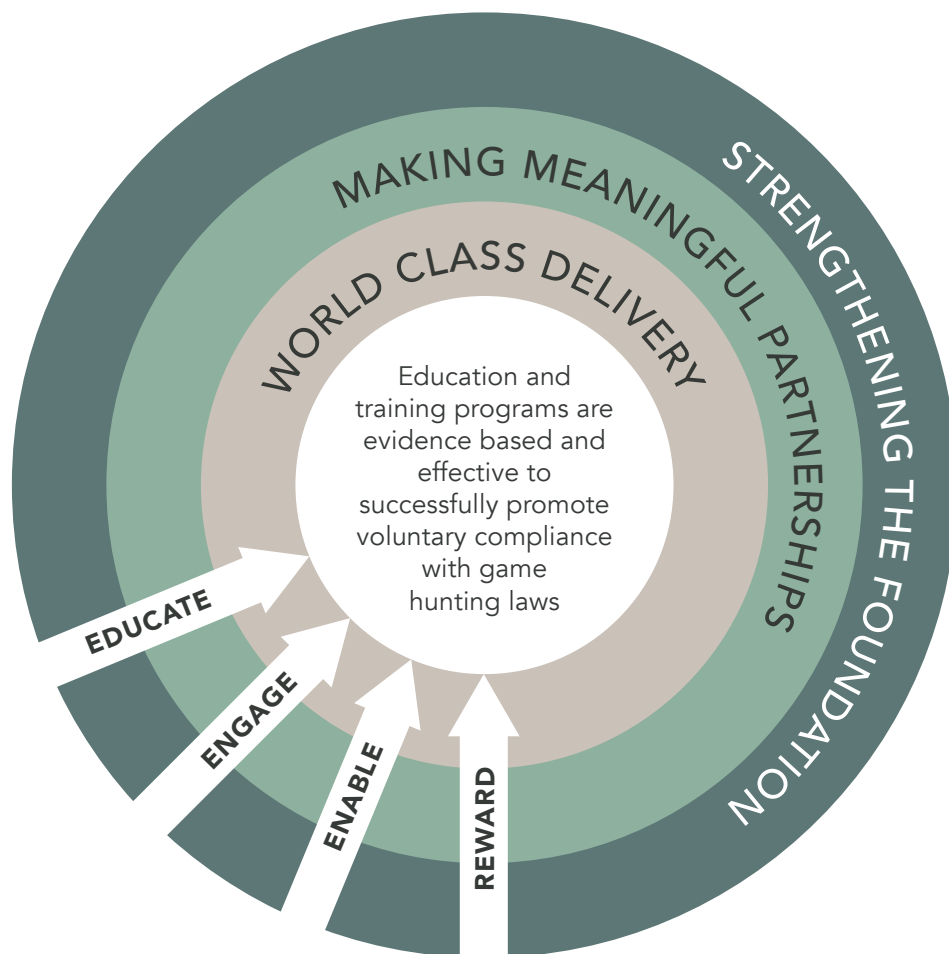 STRENGTHENING THE FOUNDATION
MAKING MEANINGFUL PARTNERSHIPS
WORLD CLASS DELIVERY
Education and
training programs are
evidence based and
effective to
successfully promote
voluntary compliance
with game
hunting laws
EDUCATE
ENGAGE
ENABLE
REWARD